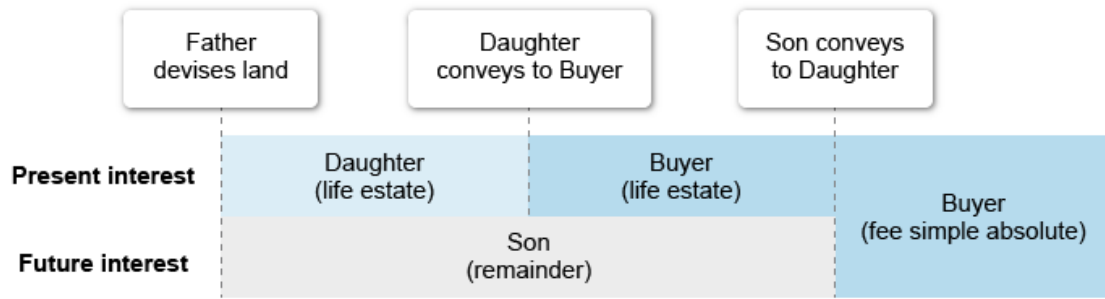 Father
devises land
Daughter
conveys to Buyer
Son conveys
to Daughter
Present interest
Daughter
(life estate)
Buyer
(life estate)
Buyer
(fee simple absolute)
Future interest
Son
(remainder)